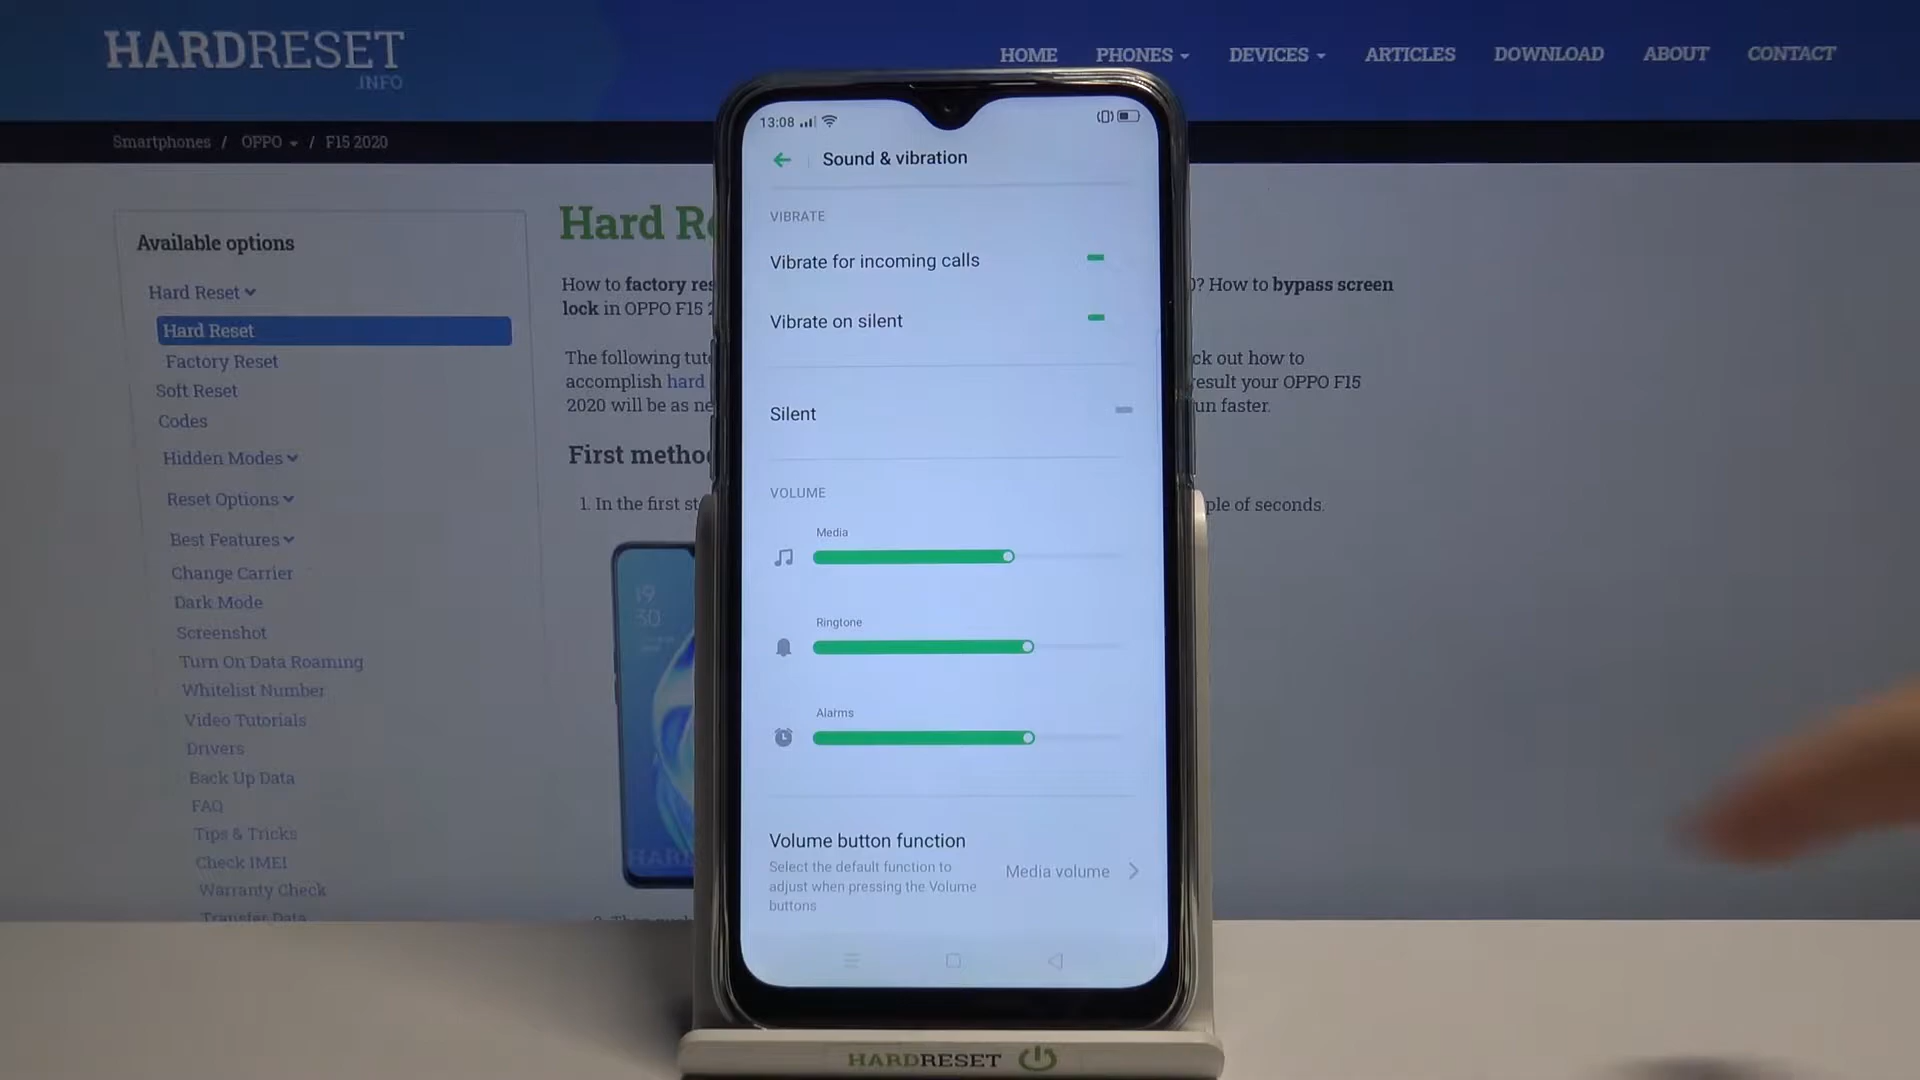 HARDRESET
.INFO
HOME PHONES DEVICES ARTICLES DOWNLOAD ABOUT CONTACT
Smartphones / OPPO / F15 2020
Available options
Hard Reset
Hard Reset
Factory Reset
Soft Reset
Codes
Hidden Modes
Reset Options
Best Features
Change Carrier
Dark Mode
Screenshot
Turn On Data Roaming
Whitelist Number
Video Tutorials
Drivers
Back Up Data
FAQ
Tips & Tricks
Check IMEI
Warranty Check
Transfer Data
Hard R
How to factory res ? How to bypass screen
lock in OPPO F15 2
The following tut ck out how to
accomplish hard result your OPPO F15
2020 will be as ne un faster.
First metho
1. In the first st ple of seconds.
19
30
13:08
Sound & vibration
VIBRATE
Vibrate for incoming calls
Vibrate on silent
Silent
VOLUME
Media
Ringtone
Alarms
Volume button function
Select the default function to
adjust when pressing the Volume
buttons
Media volume
HARDRESET